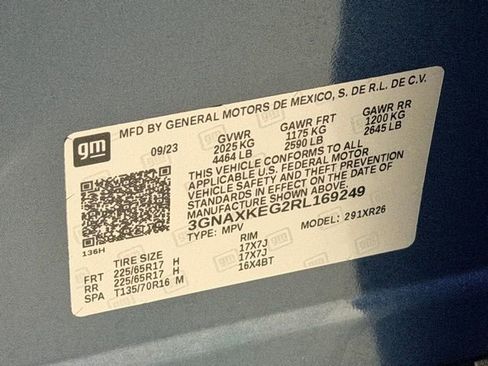 gm
MFD BY GENERAL MOTORS DE MEXICO, S. DE R.L. DE C.V.
09/23 GVWR GAWR FRT GAWR RR
2025 KG 1175 KG 1200 KG
4464 LB 2590 LB 2645 LB
THIS VEHICLE CONFORMS TO ALL
APPLICABLE U.S. FEDERAL MOTOR
VEHICLE SAFETY AND THEFT PREVENTION
STANDARDS IN EFFECT ON THE DATE OF
MANUFACTURE SHOWN ABOVE.
3GNAXKEG2RL169249
TYPE: MPV MODEL: 291XR26
136H
TIRE SIZE RIM
FRT 225/65R17 H 17X7J
RR 225/65R17 H 17X7J
SPA T135/70R16 M 16X4BT